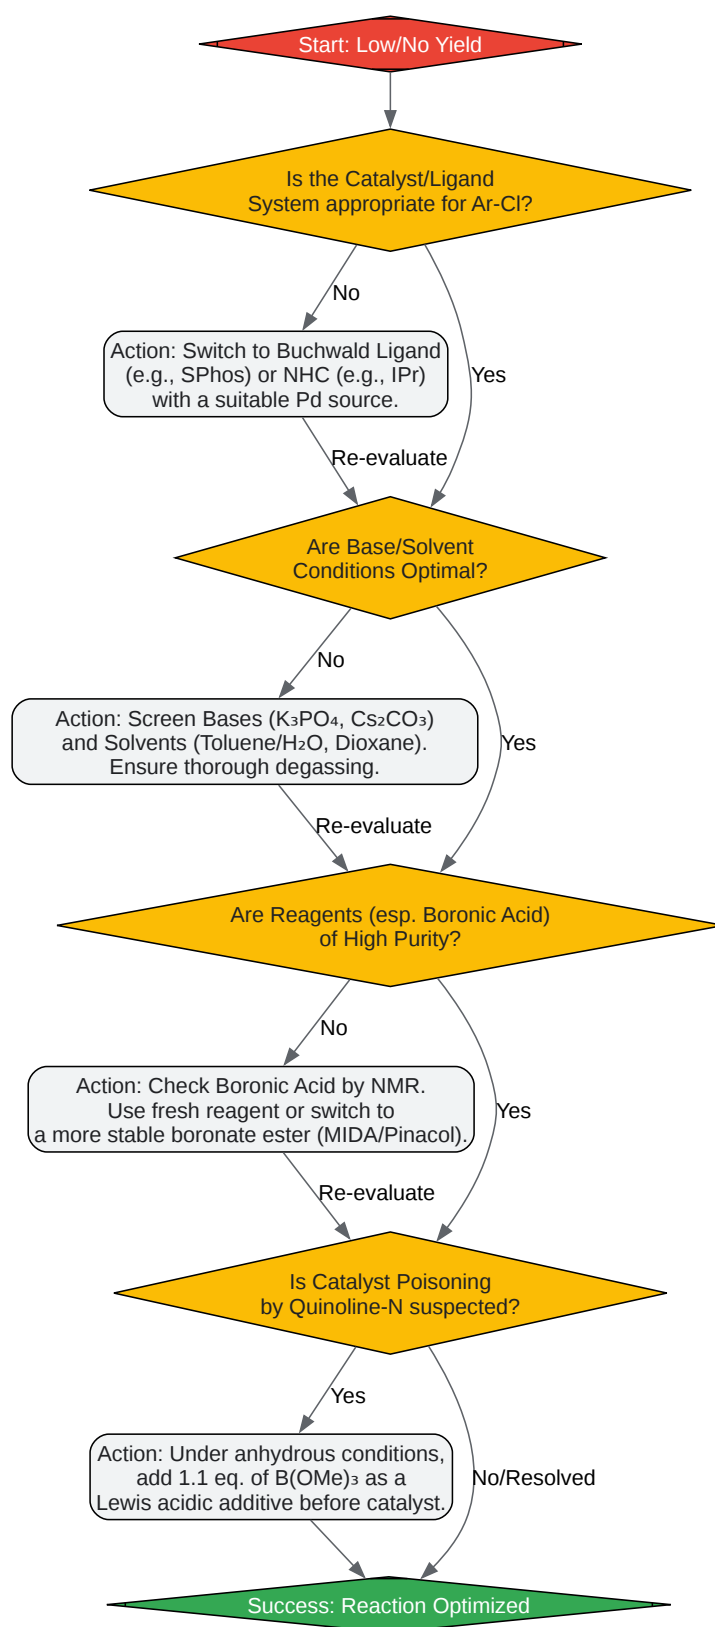 Start: Low/No Yield
Is the Catalyst/Ligand
System appropriate for Ar-Cl?
No
Action: Switch to Buchwald Ligand
(e.g., SPhos) or NHC (e.g., IPr)
with a suitable Pd source.
Yes
Re-evaluate
Are Base/Solvent
Conditions Optimal?
No
Action: Screen Bases (K₃PO₄, Cs₂CO₃)
and Solvents (Toluene/H₂O, Dioxane).
Ensure thorough degassing.
Yes
Re-evaluate
Are Reagents (esp. Boronic Acid)
of High Purity?
No
Action: Check Boronic Acid by NMR.
Use fresh reagent or switch to
a more stable boronate ester (MIDA/Pinacol).
Yes
Re-evaluate
Is Catalyst Poisoning
by Quinoline-N suspected?
Yes
Action: Under anhydrous conditions,
add 1.1 eq. of B(OMe)₃ as a
Lewis acidic additive before catalyst.
No/Resolved
Success: Reaction Optimized